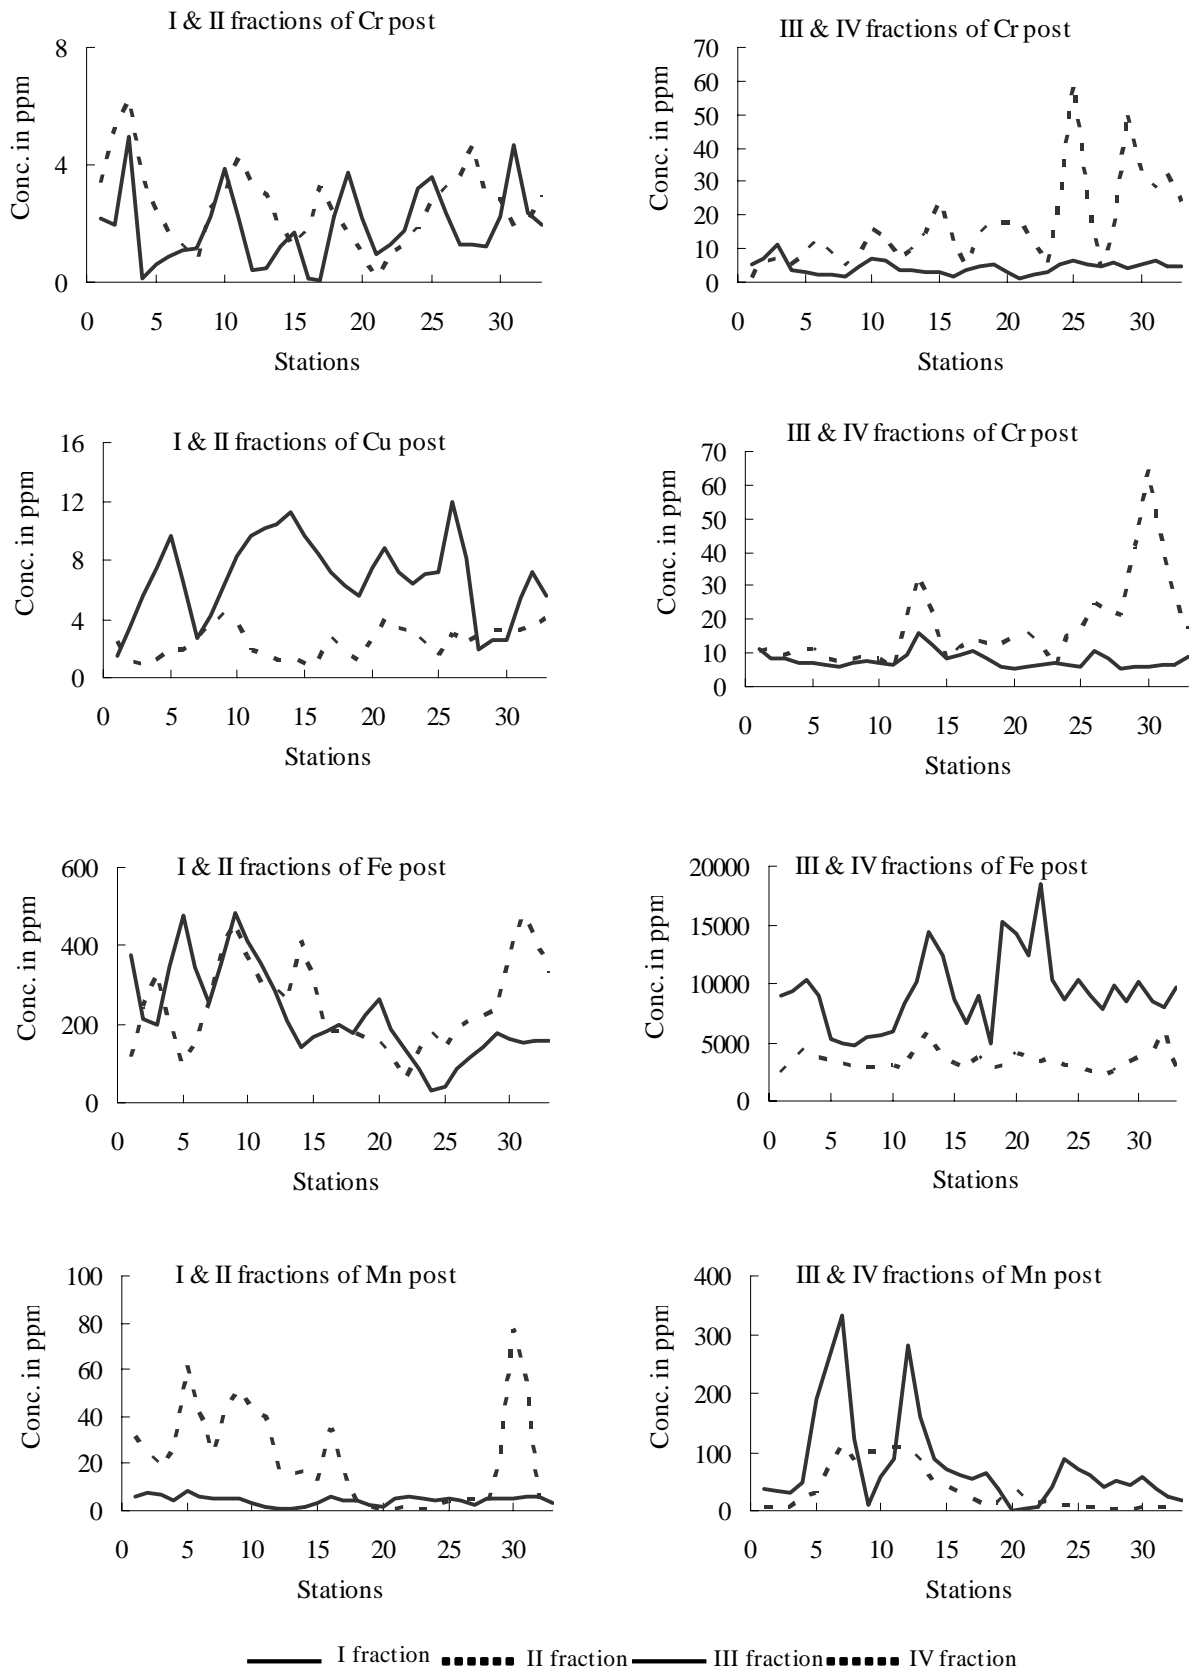 I & II fractions of Cr post
8
4
0
Conc. in ppm
0 5 10 15 20 25 30
Stations
III & IV fractions of Cr post
70
60
50
40
30
20
10
0
Conc. in ppm
0 5 10 15 20 25 30
Stations
I & II fractions of Cu post
16
12
8
4
0
Conc. in ppm
0 5 10 15 20 25 30
Stations
III & IV fractions of Cr post
70
60
50
40
30
20
10
0
Conc. in ppm
0 5 10 15 20 25 30
Stations
I & II fractions of Fe post
600
400
200
0
Conc. in ppm
0 5 10 15 20 25 30
Stations
III & IV fractions of Fe post
20000
15000
10000
5000
0
Conc. in ppm
0 5 10 15 20 25 30
Stations
I & II fractions of Mn post
100
80
60
40
20
0
Conc. in ppm
0 5 10 15 20 25 30
Stations
III & IV fractions of Mn post
400
300
200
100
0
Conc. in ppm
0 5 10 15 20 25 30
Stations
I fraction II fraction III fraction IV fraction